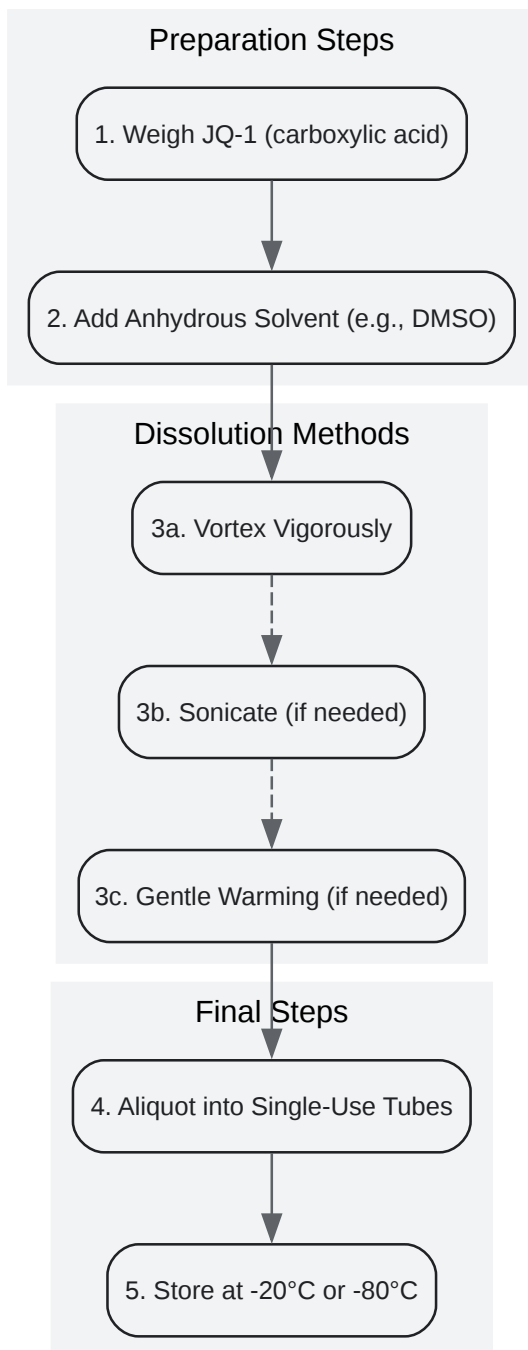 Preparation Steps
1. Weigh JQ-1 (carboxylic acid)
2. Add Anhydrous Solvent (e.g., DMSO)
Dissolution Methods
3a. Vortex Vigorously
3b. Sonicate (if needed)
3c. Gentle Warming (if needed)
Final Steps
4. Aliquot into Single-Use Tubes
5. Store at -20°C or -80°C